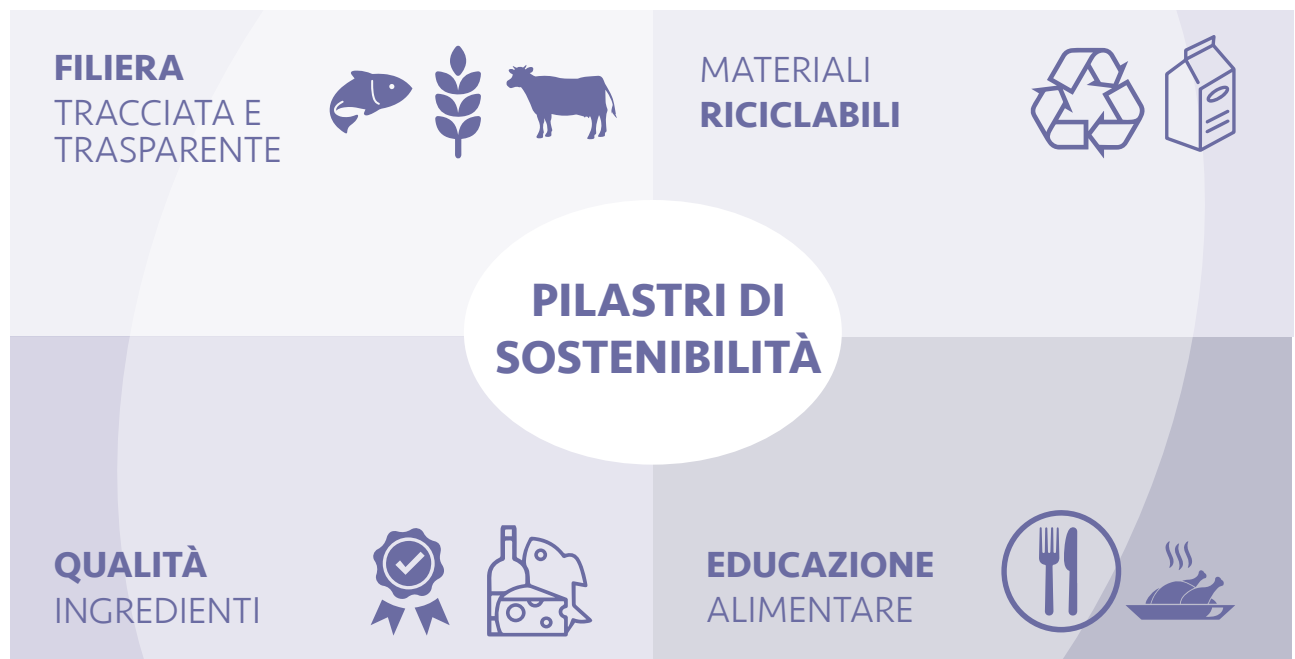 FILIERA
TRACCIATA E
TRASPARENTE
MATERIALI
RICICLABILI
PILASTRI DI
SOSTENIBILITÀ
QUALITÀ
INGREDIENTI
EDUCAZIONE
ALIMENTARE